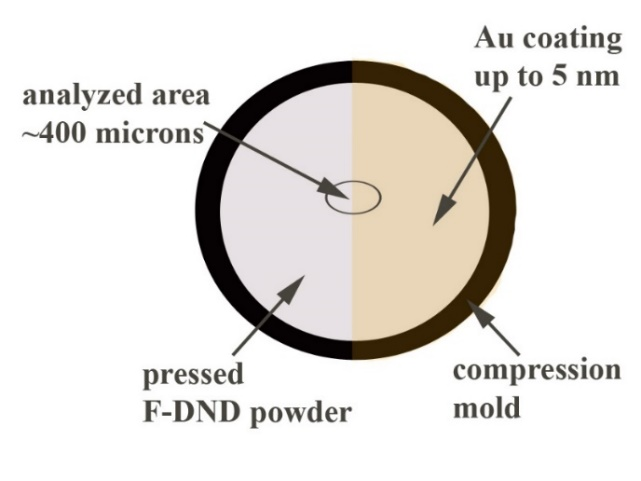 Au coating
up to 5 nm
analyzed area
~400 microns
pressed
F-DND powder
compression
mold